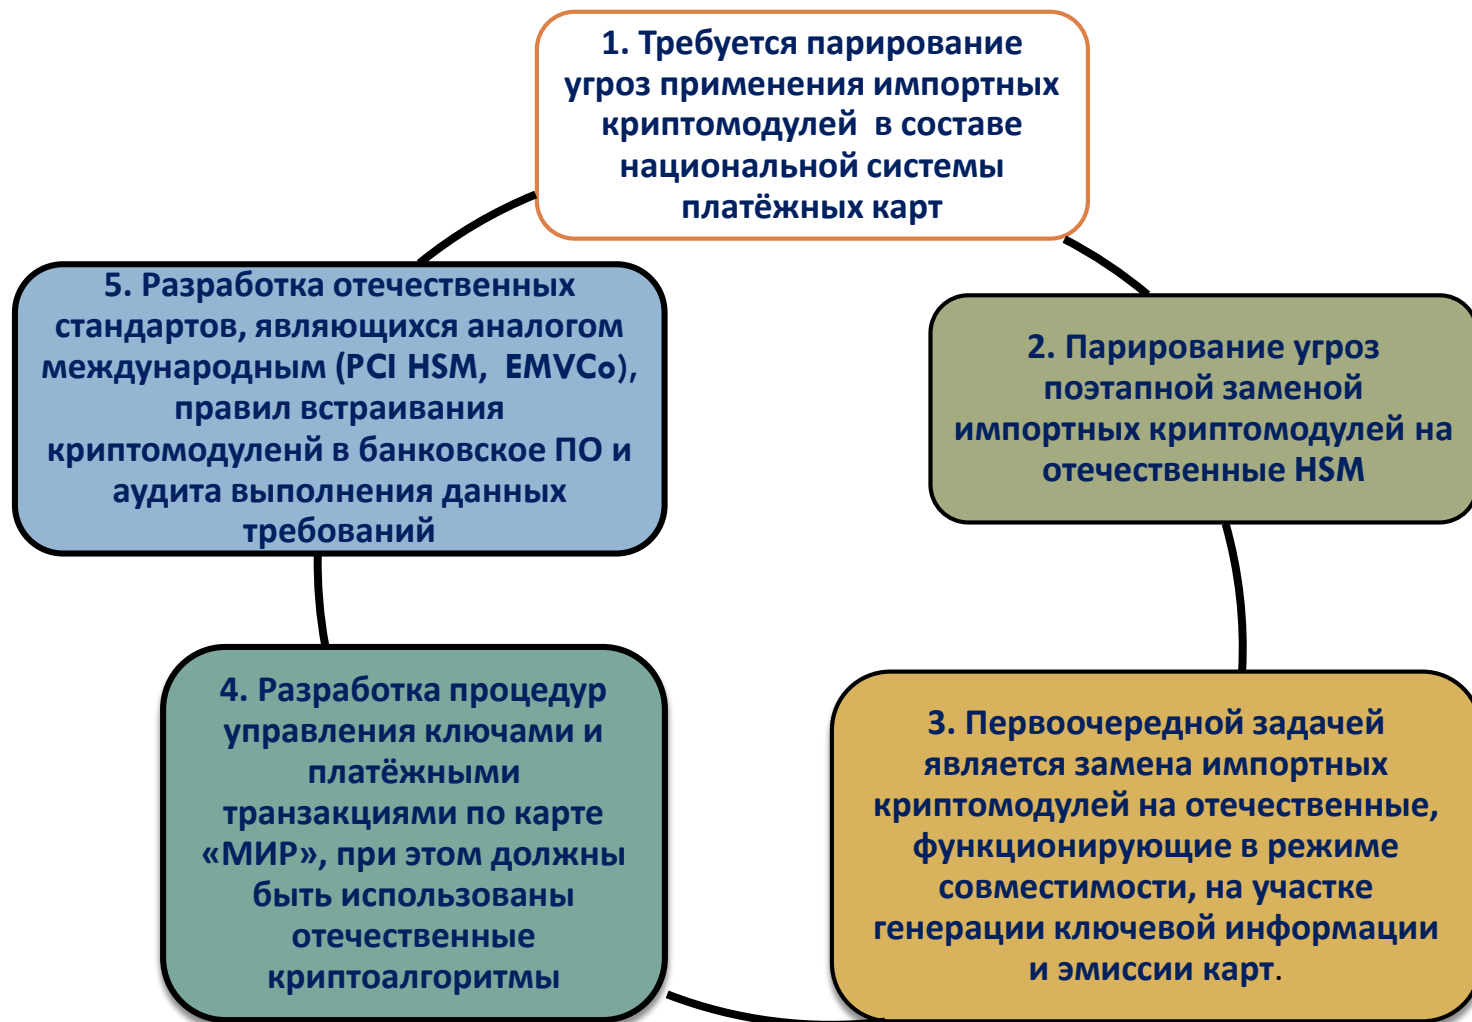 1. Требуется парирование
угроз применения импортных
криптомодулей в составе
национальной системы
платёжных карт
2. Парирование угроз
поэтапной заменой
импортных криптомодулей на
отечественные HSM
3. Первоочередной задачей
является замена импортных
криптомодулей на отечественные,
функционирующие в режиме
совместимости, на участке
генерации ключевой информации
и эмиссии карт.
4. Разработка процедур
управления ключами и
платёжными
транзакциями по карте
«МИР», при этом должны
быть использованы
отечественные
криптоалгоритмы
5. Разработка отечественных
стандартов, являющихся аналогом
международным (PCI HSM, EMVCo),
правил встраивания
криптомодуленй в банковское ПО и
аудита выполнения данных
требований